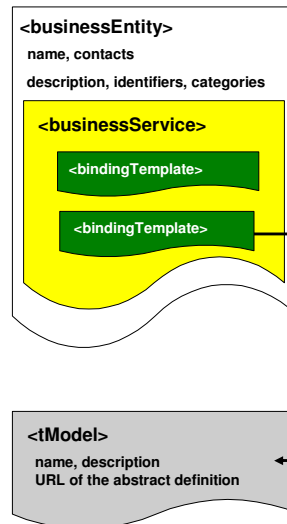 <businessEntity>
name, contacts
description, identifiers, categories
<businessService>
<bindingTemplate>
<bindingTemplate>
<tModel>
name, description
URL of the abstract definition